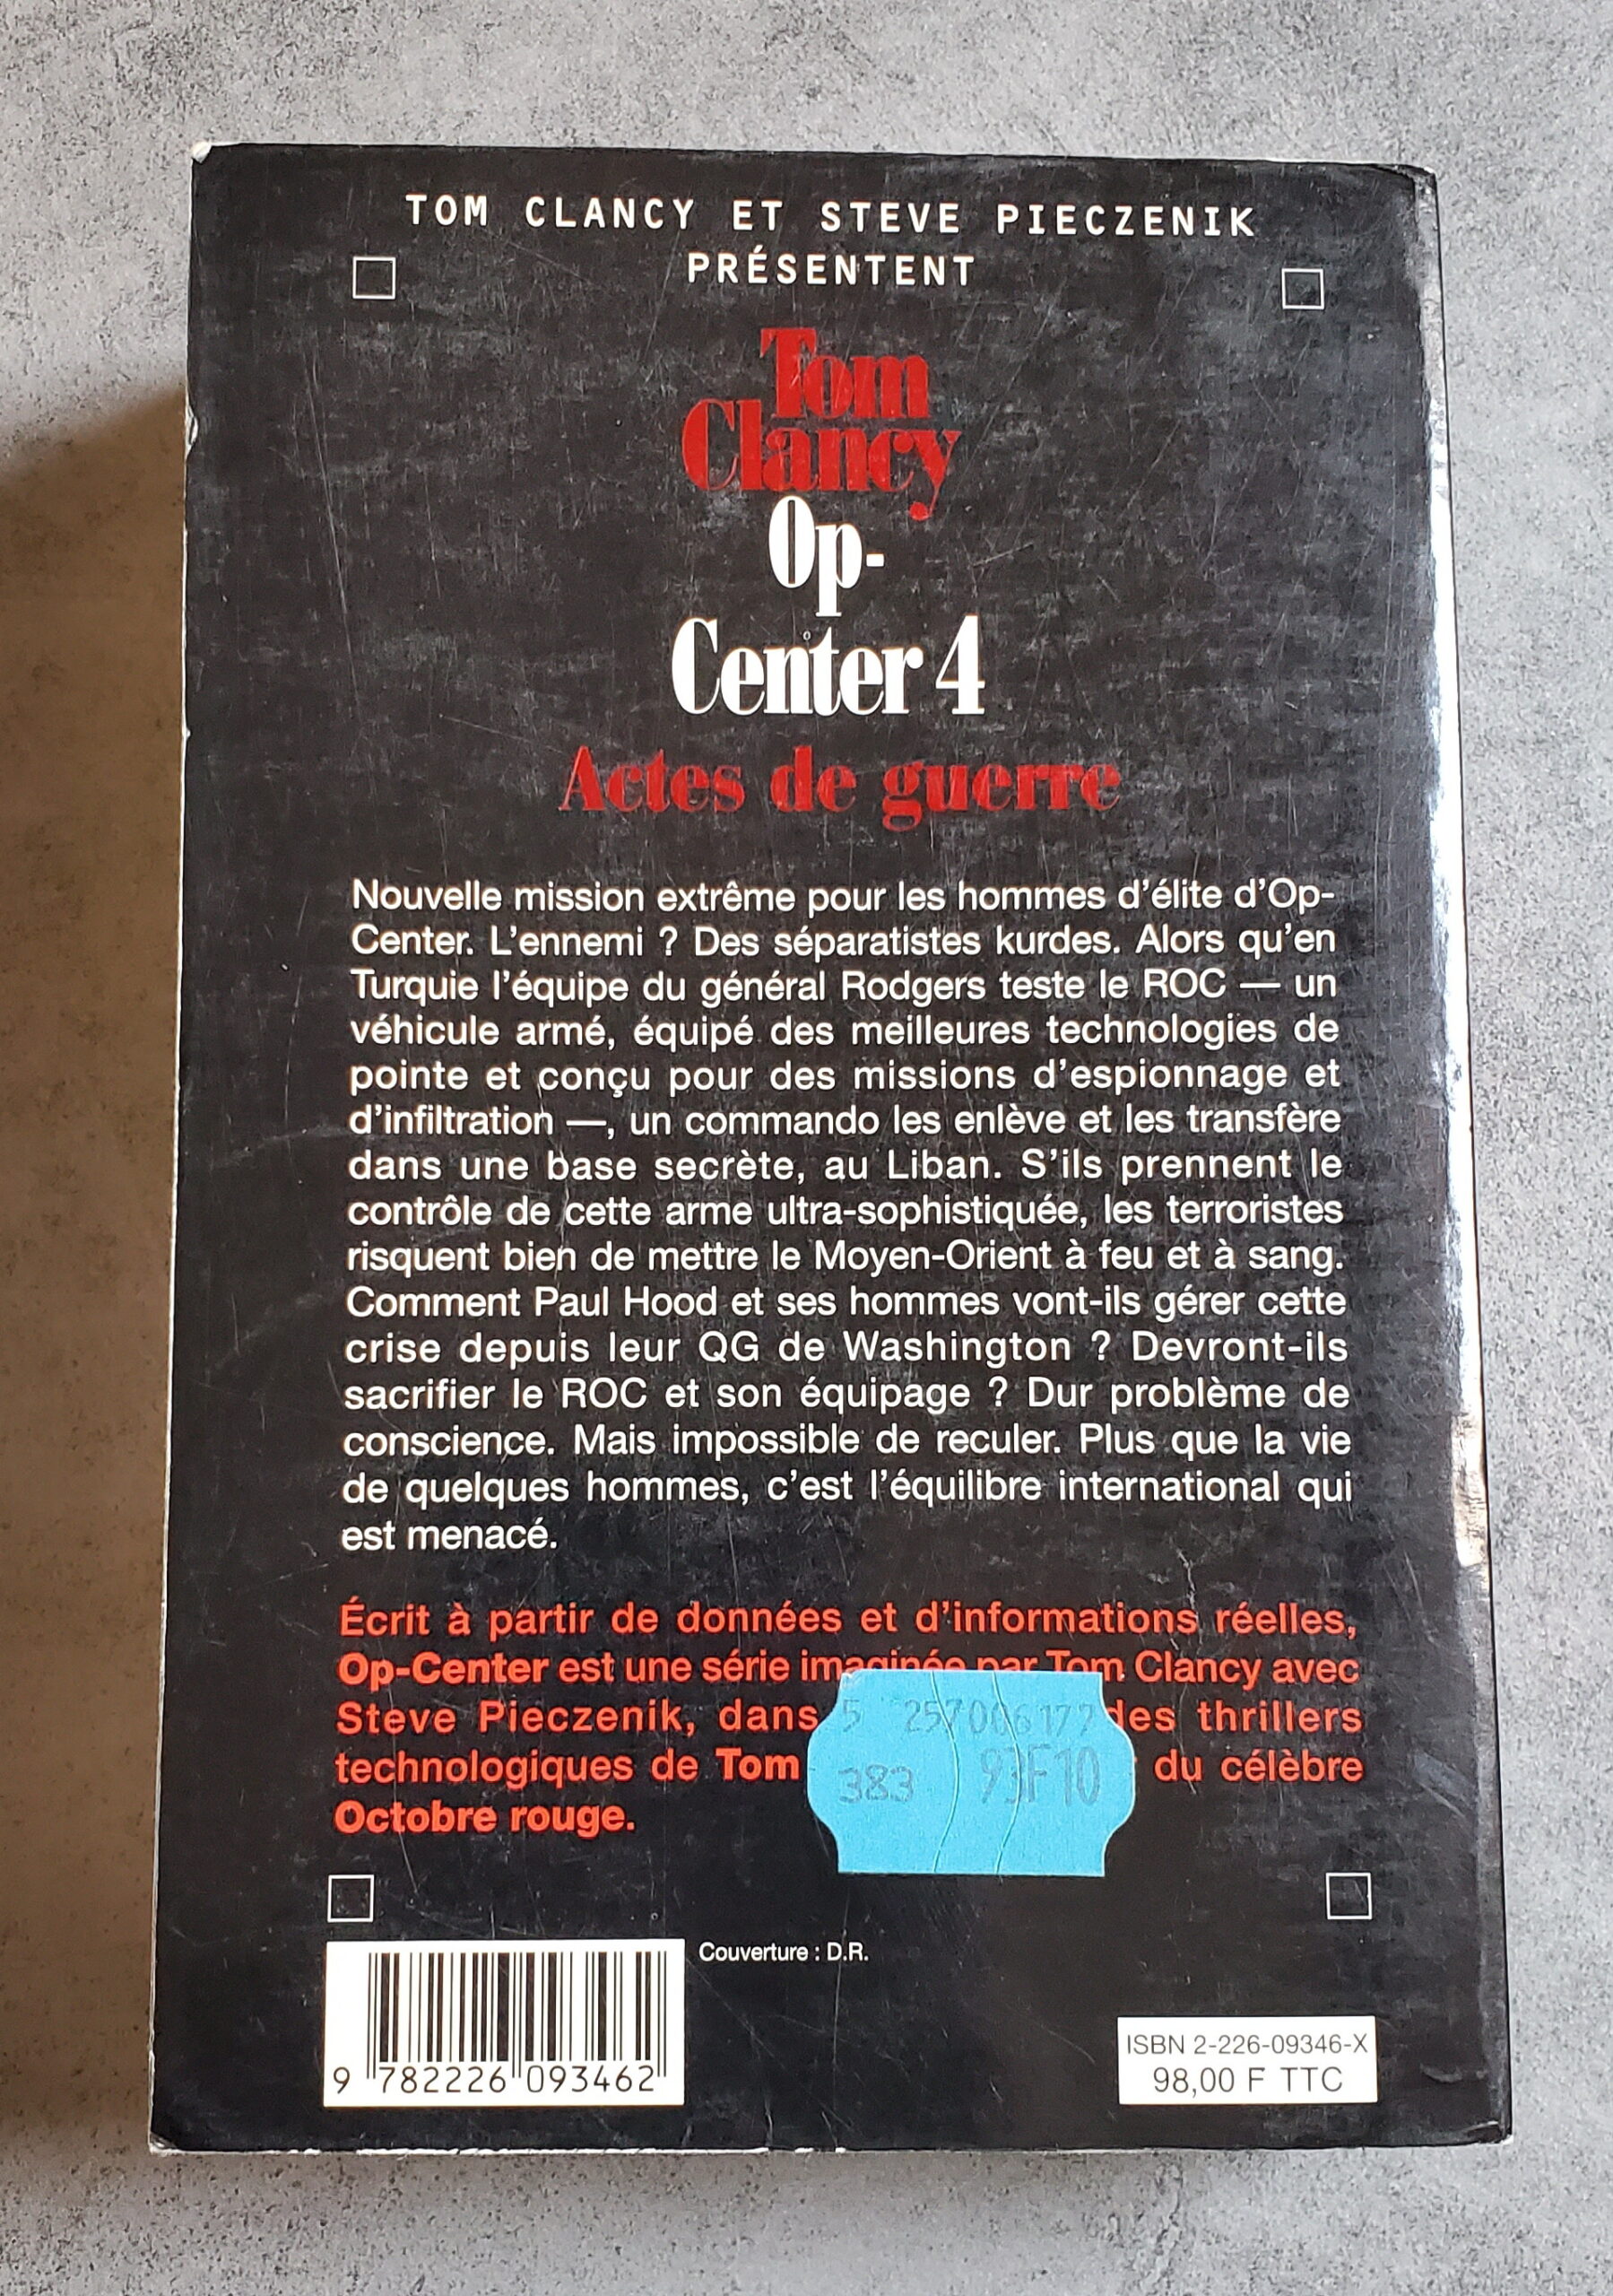 TOM CLANCY ET STEVE PIECZENIK
PRÉSENTENT
Tom
Clancy
Op-
Center 4
Actes de guerre
Nouvelle mission extrême pour les hommes d'élite d'Op-
Center. L'ennemi ? Des séparatistes kurdes. Alors qu'en
Turquie l'équipe du général Rodgers teste le ROC — un
véhicule armé, équipé des meilleures technologies de
pointe et conçu pour des missions d'espionnage et
d'infiltration —, un commando les enlève et les transfère
dans une base secrète, au Liban. S'ils prennent le
contrôle de cette arme ultra-sophistiquée, les terroristes
risquent bien de mettre le Moyen-Orient à feu et à sang.
Comment Paul Hood et ses hommes vont-ils gérer cette
crise depuis leur QG de Washington ? Devront-ils
sacrifier le ROC et son équipage ? Dur problème de
conscience. Mais impossible de reculer. Plus que la vie
de quelques hommes, c'est l'équilibre international qui
est menacé.
Écrit à partir de données et d'informations réelles,
Op-Center est une série imaginée par Tom Clancy avec
Steve Pieczenik, dans des thrillers
technologiques de Tom du célèbre
Octobre rouge.
5 257006177
383 93F10
Couverture : D.R.
9 782226 093462
ISBN 2-226-09346-X
98,00 F TTC